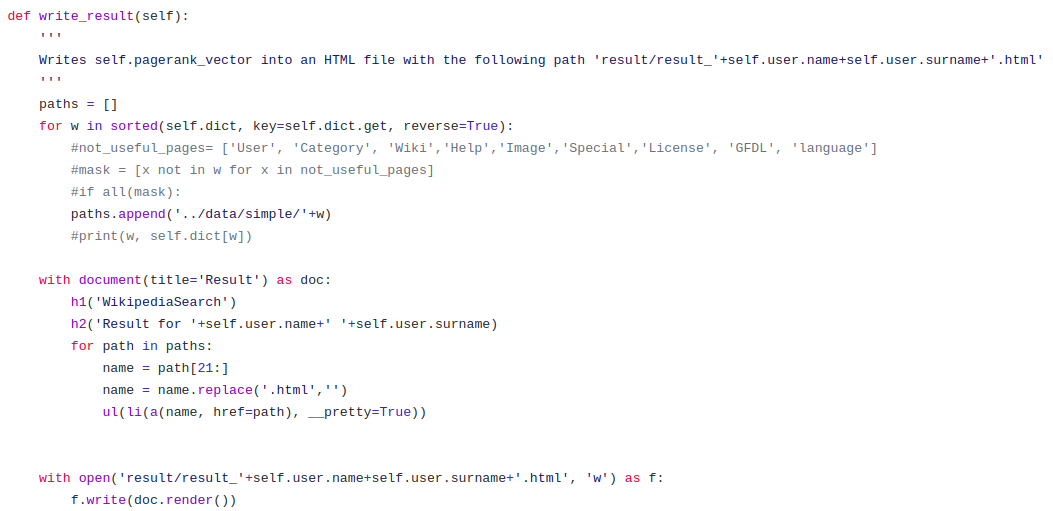 def write_result(self):
    '''
    Writes self.pagerank_vector into an HTML file with the following path 'result/result_'+self.user.name+self.user.surname+'.html'
    '''
    paths = []
    for w in sorted(self.dict, key=self.dict.get, reverse=True):
        #not_useful_pages= ['User', 'Category', 'Wiki','Help','Image','Special','License', 'GFDL', 'language']
        #mask = [x not in w for x in not_useful_pages]
        #if all(mask):
        paths.append('../data/simple/'+w)
        #print(w, self.dict[w])

    with document(title='Result') as doc:
        h1('WikipediaSearch')
        h2('Result for '+self.user.name+' '+self.user.surname)
        for path in paths:
            name = path[21:]
            name = name.replace('.html','')
            ul(li(a(name, href=path), __pretty=True))


    with open('result/result_'+self.user.name+self.user.surname+'.html', 'w') as f:
        f.write(doc.render())